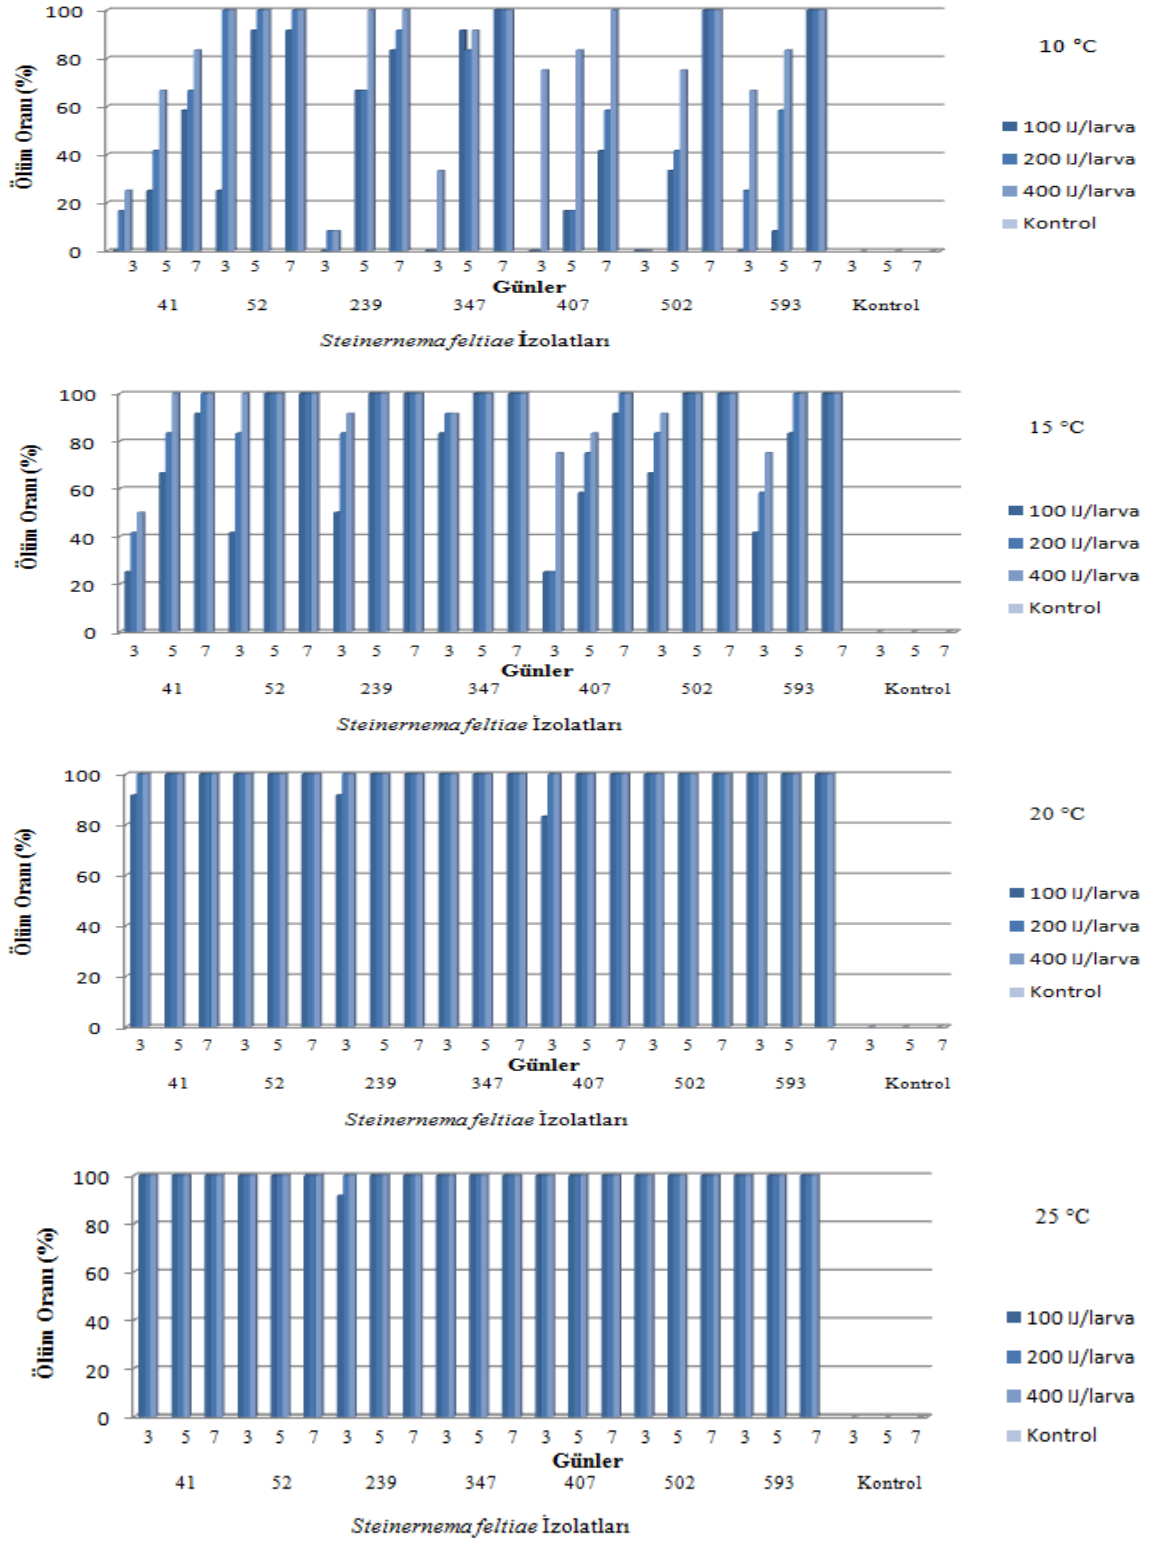 10 °C
Ölüm Oranı (%)
100
80
60
40
20
0
3 5 7 3 5 7 3 5 7 3 5 7 3 5 7 3 5 7 3 5 7 3 5 7
Günler
41 52 239 347 407 502 593 Kontrol
Steinernema feltiae İzolatları
100 IJ/larva
200 IJ/larva
400 IJ/larva
Kontrol
15 °C
Ölüm Oranı (%)
100
80
60
40
20
0
3 5 7 3 5 7 3 5 7 3 5 7 3 5 7 3 5 7 3 5 7 3 5 7
Günler
41 52 239 347 407 502 593 Kontrol
Steinernema feltiae İzolatları
100 IJ/larva
200 IJ/larva
400 IJ/larva
Kontrol
20 °C
Ölüm Oranı (%)
100
80
60
40
20
0
3 5 7 3 5 7 3 5 7 3 5 7 3 5 7 3 5 7 3 5 7 3 5 7
Günler
41 52 239 347 407 502 593 Kontrol
Steinernema feltiae İzolatları
100 IJ/larva
200 IJ/larva
400 IJ/larva
Kontrol
25 °C
Ölüm Oranı (%)
100
80
60
40
20
0
3 5 7 3 5 7 3 5 7 3 5 7 3 5 7 3 5 7 3 5 7 3 5 7
Günler
41 52 239 347 407 502 593 Kontrol
Steinernema feltiae İzolatları
100 IJ/larva
200 IJ/larva
400 IJ/larva
Kontrol